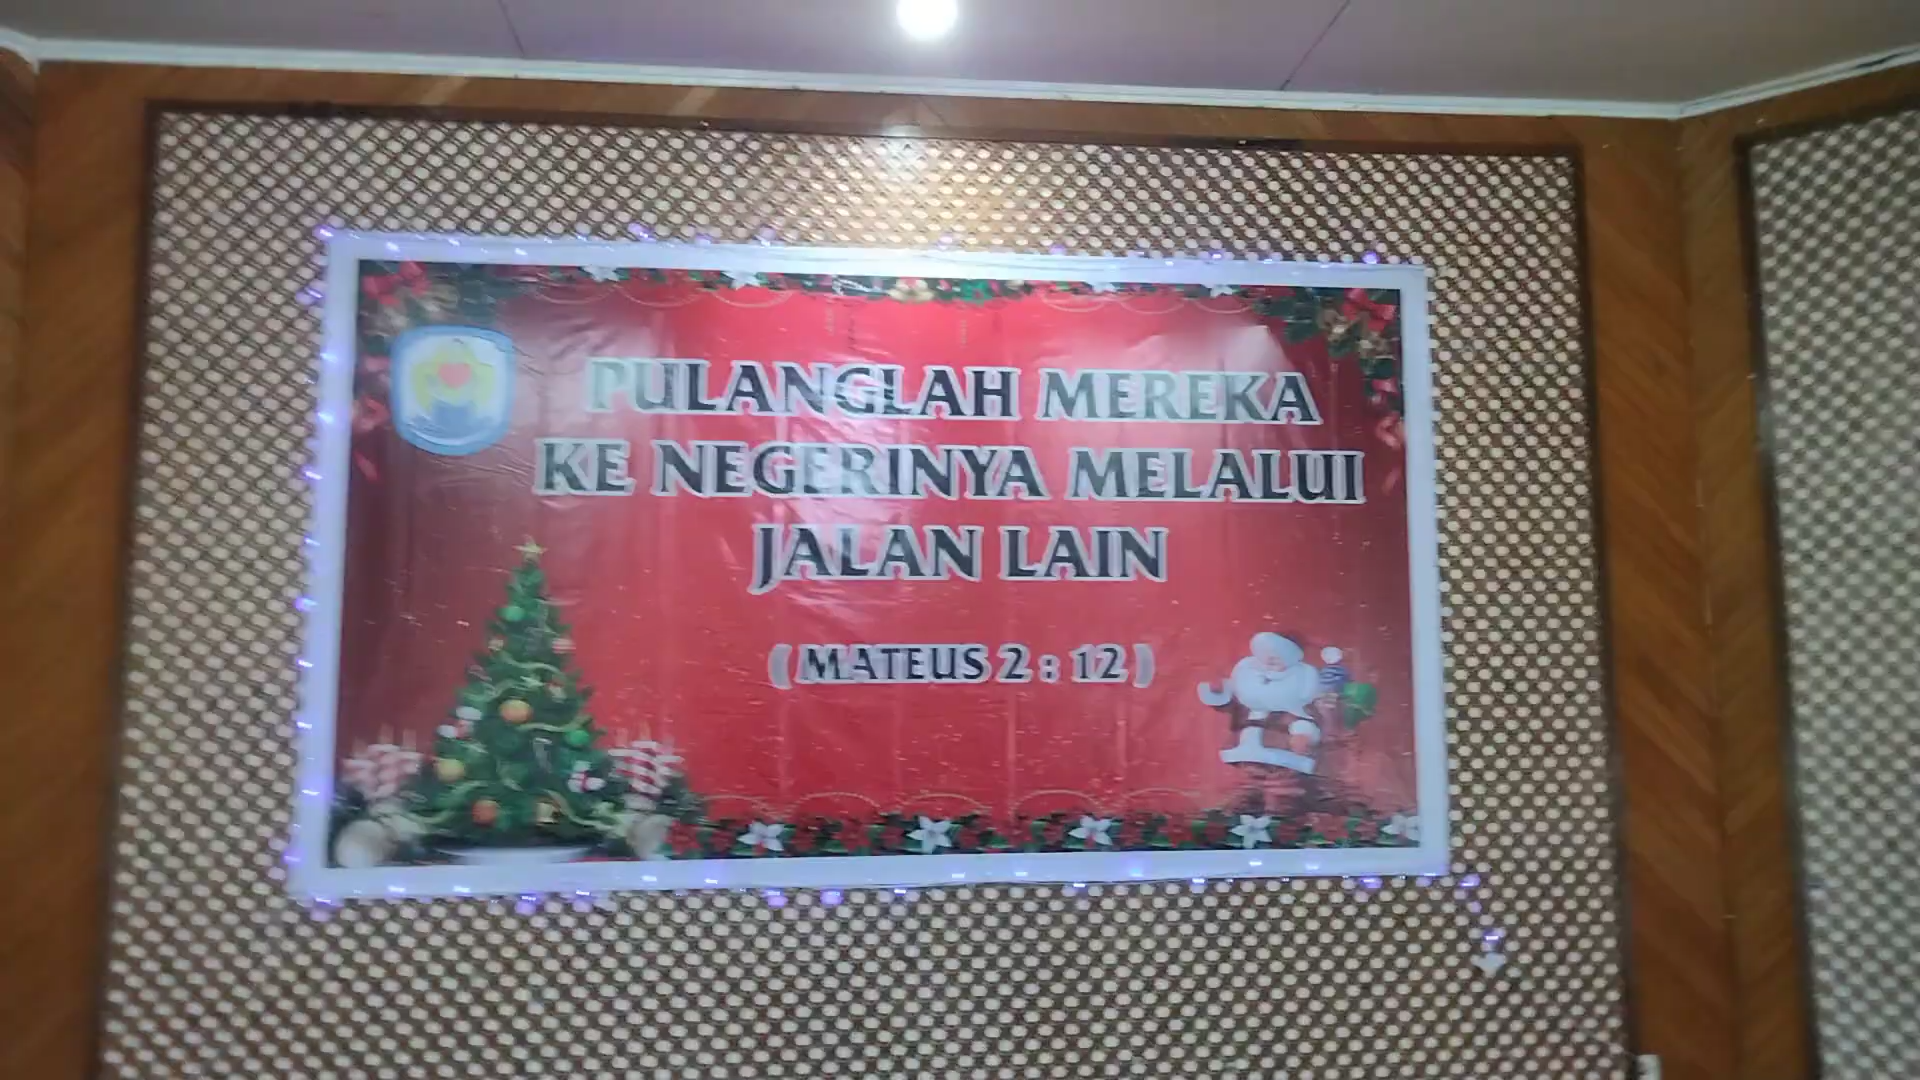 PULANGLAH MEREKA
KE NEGERINYA MELALUI
JALAN LAIN
( MATEUS 2 : 12 )